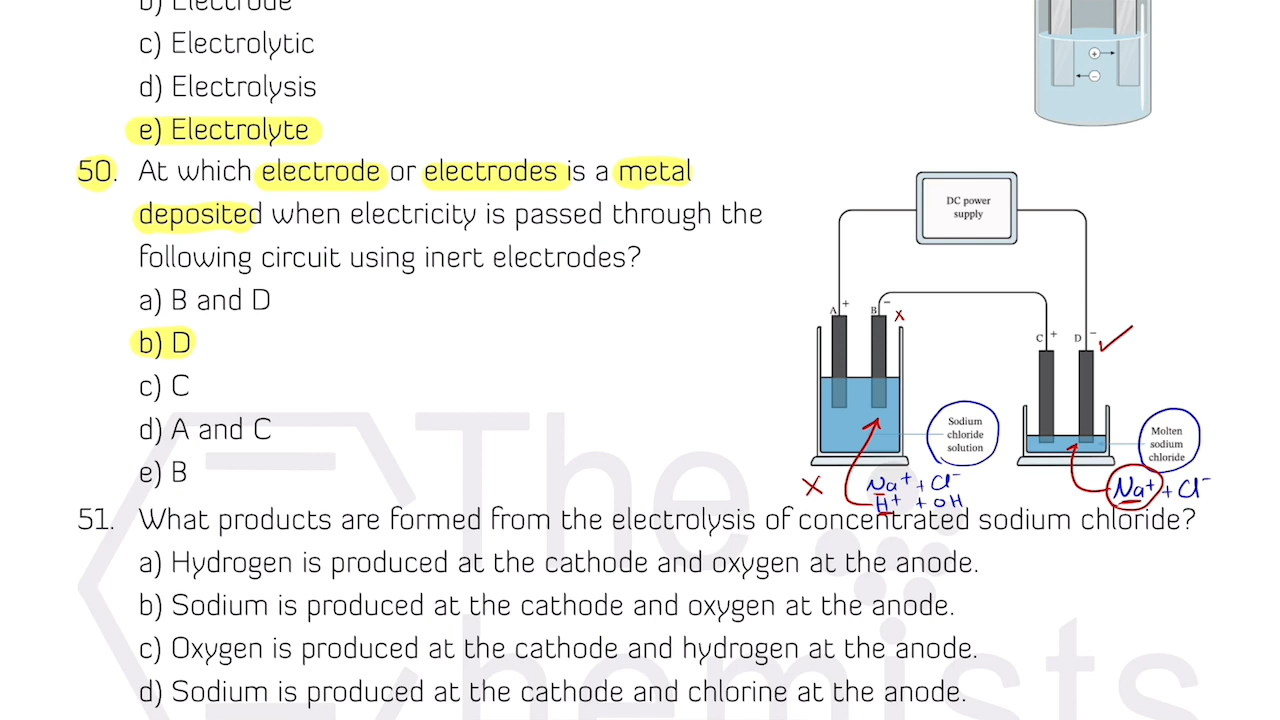 b) Electrode
c) Electrolytic
d) Electrolysis
e) Electrolyte
+
−
50. At which electrode or electrodes is a metal
deposited when electricity is passed through the
following circuit using inert electrodes?
a) B and D
b) D
c) C
d) A and C
e) B
DC power
supply
A +
B −
x
C +
D −
✓
Sodium
chloride
solution
Molten
sodium
chloride
X
Na⁺ + Cl⁻
H⁺ + OH
Na⁺ + Cl⁻
51. What products are formed from the electrolysis of concentrated sodium chloride?
a) Hydrogen is produced at the cathode and oxygen at the anode.
b) Sodium is produced at the cathode and oxygen at the anode.
c) Oxygen is produced at the cathode and hydrogen at the anode.
d) Sodium is produced at the cathode and chlorine at the anode.
The
Chemists